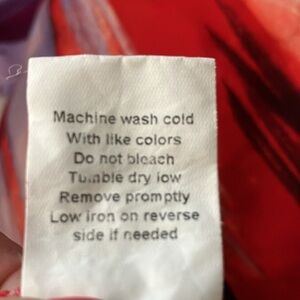 Machine wash cold
With like colors
Do not bleach
Tumble dry low
Remove promptly
Low iron on reverse
side if needed